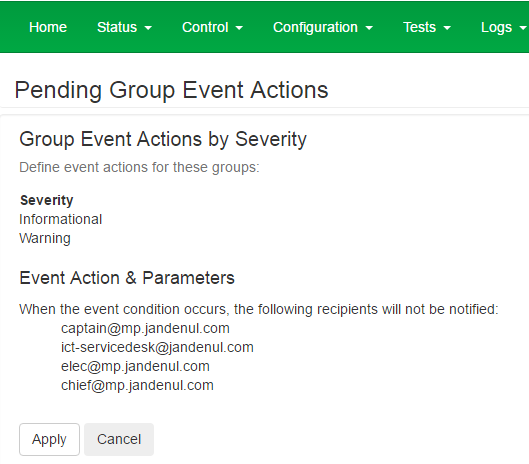 Home Status Control Configuration Tests Logs
Pending Group Event Actions
Group Event Actions by Severity
Define event actions for these groups:
Severity
Informational
Warning
Event Action & Parameters
When the event condition occurs, the following recipients will not be notified:
captain@mp.jandenul.com
ict-servicedesk@jandenul.com
elec@mp.jandenul.com
chief@mp.jandenul.com
Apply Cancel